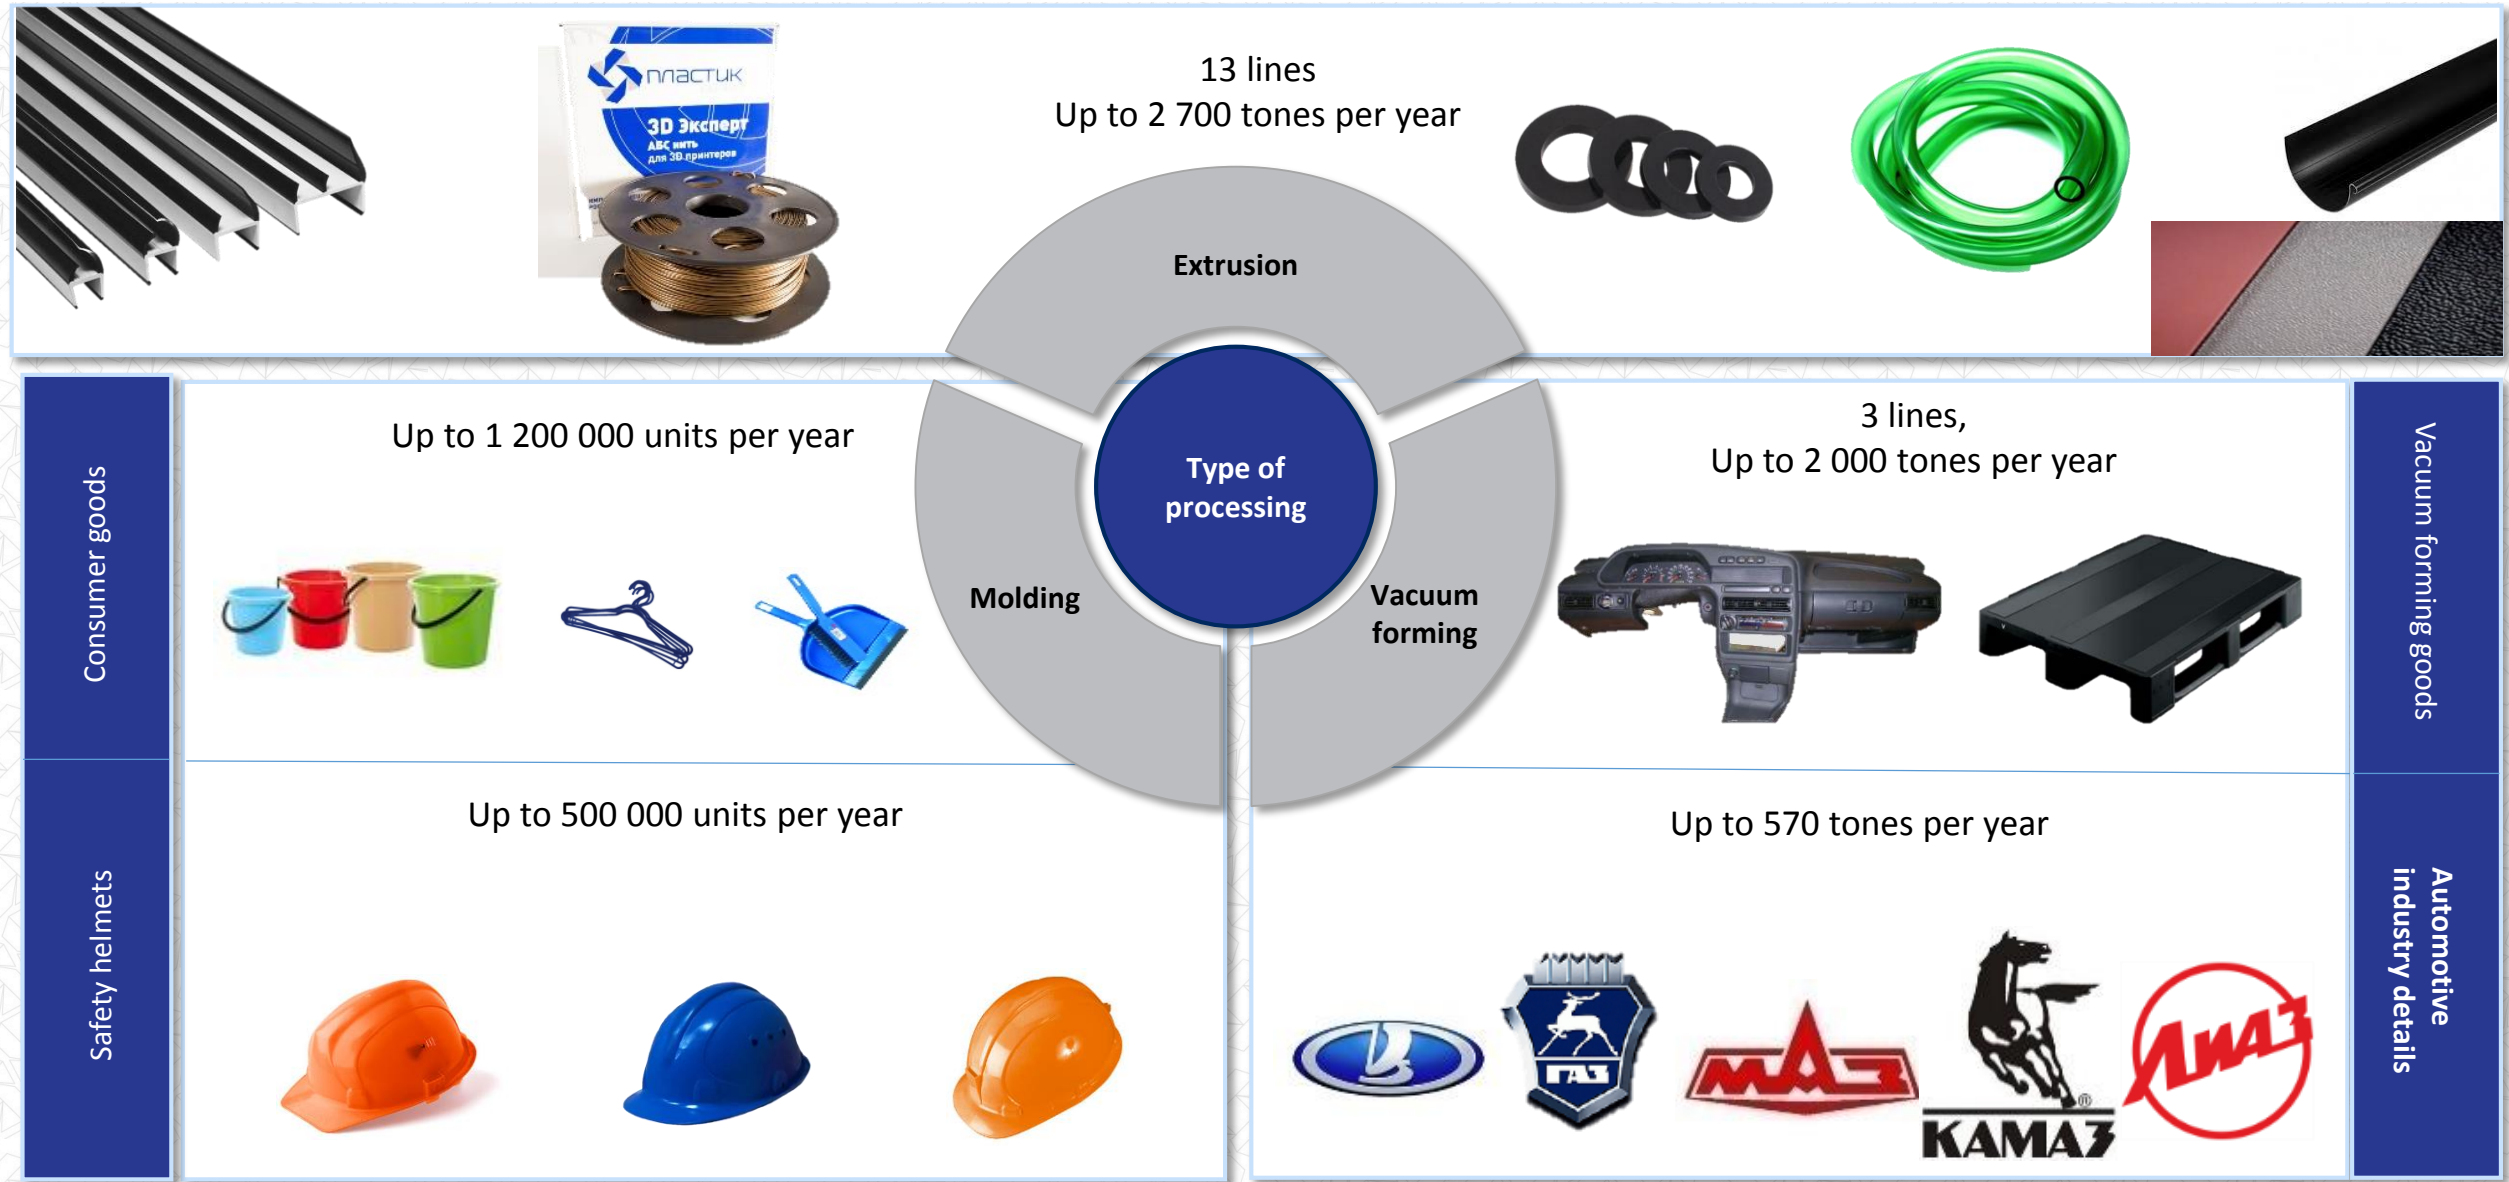 пластик
3D Эксперт
АБС нить
для 3D принтеров
13 lines
Up to 2 700 tones per year
Extrusion
Type of
processing
Molding
Vacuum
forming
Consumer goods
Up to 1 200 000 units per year
3 lines,
Up to 2 000 tones per year
Vacuum forming goods
Safety helmets
Up to 500 000 units per year
Up to 570 tones per year
Automotive
industry details
ГАЗ
МАЗ
КАМАЗ
®
ЛИАЗ